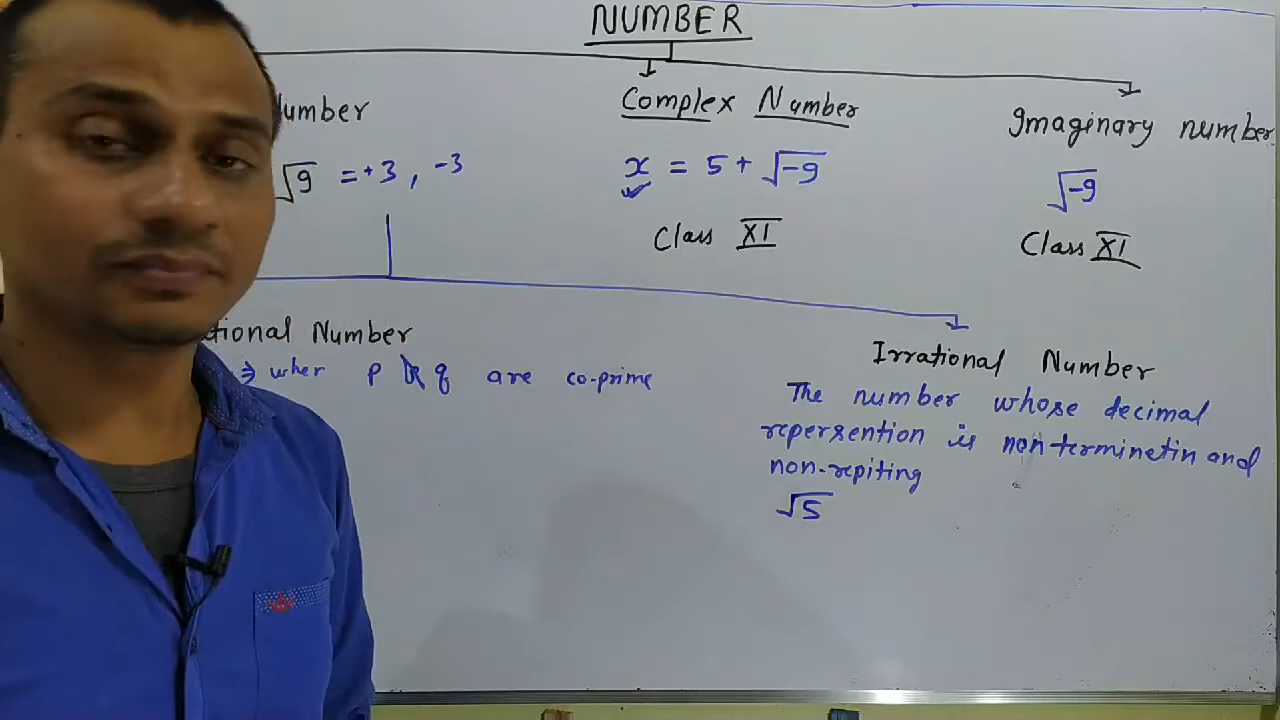 NUMBER
umber
Complex Number
Imaginary number
√9 = +3, -3
x = 5 + √-9
√-9
Class XI
Class XI
tional Number
Irrational Number
⇒ wher p & q are co-prime
The number whose decimal
repersention is non-terminetin and
non-repiting
√5